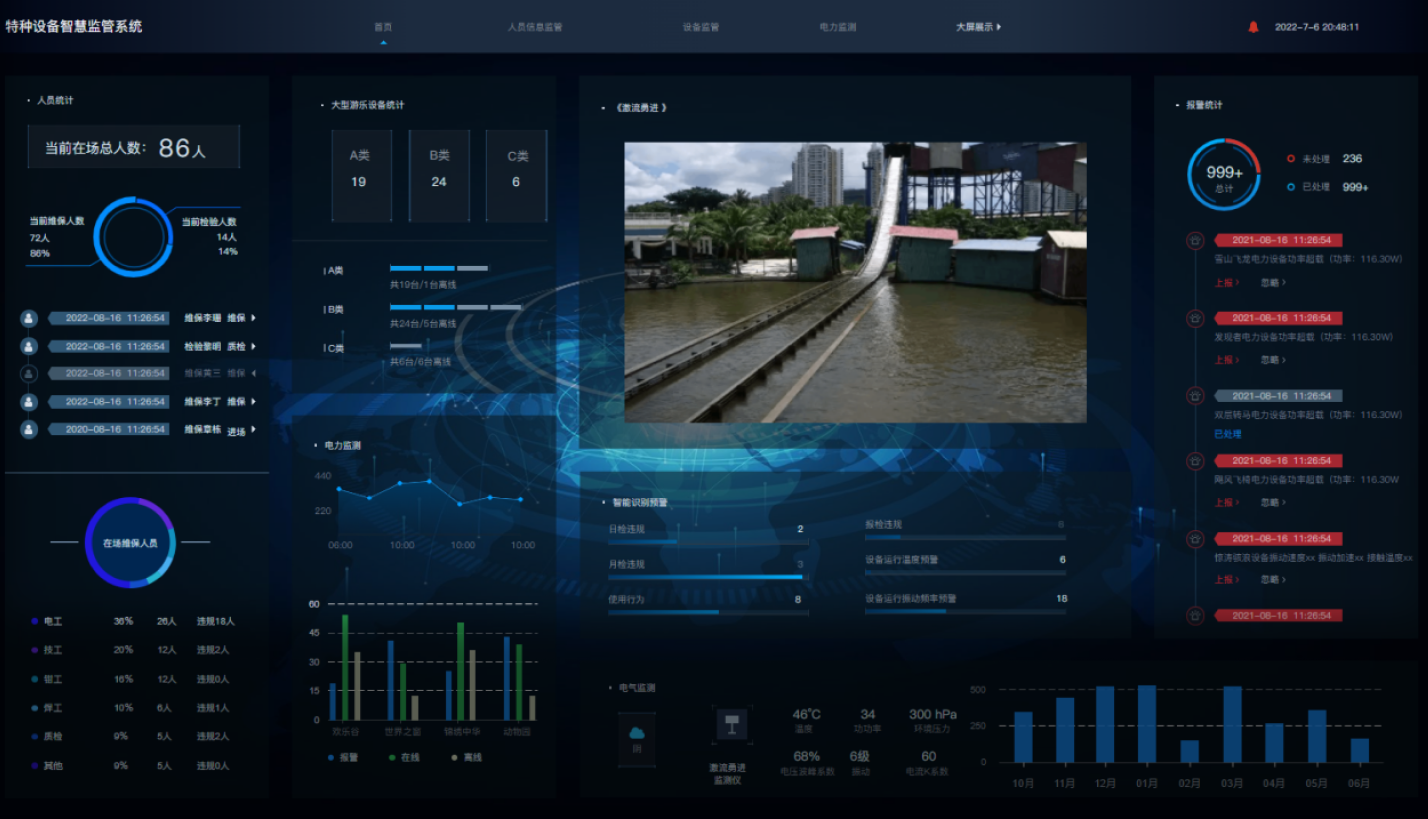 特种设备智慧监管系统
首页
人员信息监管
设备监管
电力监测
大屏展示
2022-7-6 20:48:11
人员统计
当前在场总人数: 86人
当前维保人数
72人
86%
当前检验人数
14人
14%
2022-08-16 11:26:54 维保李珊 维保
2022-08-16 11:26:54 检验黎明 质检
2022-08-16 11:26:54 维保黄三 维保
2022-08-16 11:26:54 维保李丁 维保
2020-08-16 11:26:54 维保章栋 进场
在场维保人员
电工 36% 26人 违规18人
技工 20% 12人 违规2人
钳工 16% 12人 违规0人
焊工 10% 6人 违规1人
质检 9% 5人 违规2人
其他 9% 5人 违规0人
大型游乐设备统计
A类
19
B类
24
C类
6
A类
共19台/1台离线
B类
共24台/5台离线
C类
共6台/6台离线
电力监测
440
220
06:00 10:00 10:00 10:00
60
45
30
15
0
欢乐谷 世界之窗 锦绣中华 动物园
报警 在线 离线
《激流勇进 》
智能识别预警
日检违规 2
月检违规 3
使用行为 8
报检违规 6
设备运行温度预警 6
设备运行振动频率预警 18
电气监测
阴
激流勇进
监测仪
46°C
温度
34
功功率
300 hPa
环境压力
68%
电压波峰系数
6级
振动
60
电流K系数
500
250
0
10月 11月 12月 01月 02月 03月 04月 05月 06月
报警统计
999+
总计
未处理 236
已处理 999+
2021-08-16 11:26:54
雪山飞龙电力设备功率超载 (功率: 116.30W)
上报 忽略
2021-08-16 11:26:54
发现者电力设备功率超载 (功率: 116.30W)
上报 忽略
2021-08-16 11:26:54
双层转马电力设备功率超载 (功率: 116.30W)
已处理
2021-08-16 11:26:54
飓风飞椅电力设备功率超载 (功率: 116.30W
上报 忽略
2021-08-16 11:26:54
惊涛骇浪设备振动速度xx 振动加速xx 接触温度xx
上报 忽略
2021-08-16 11:26:54